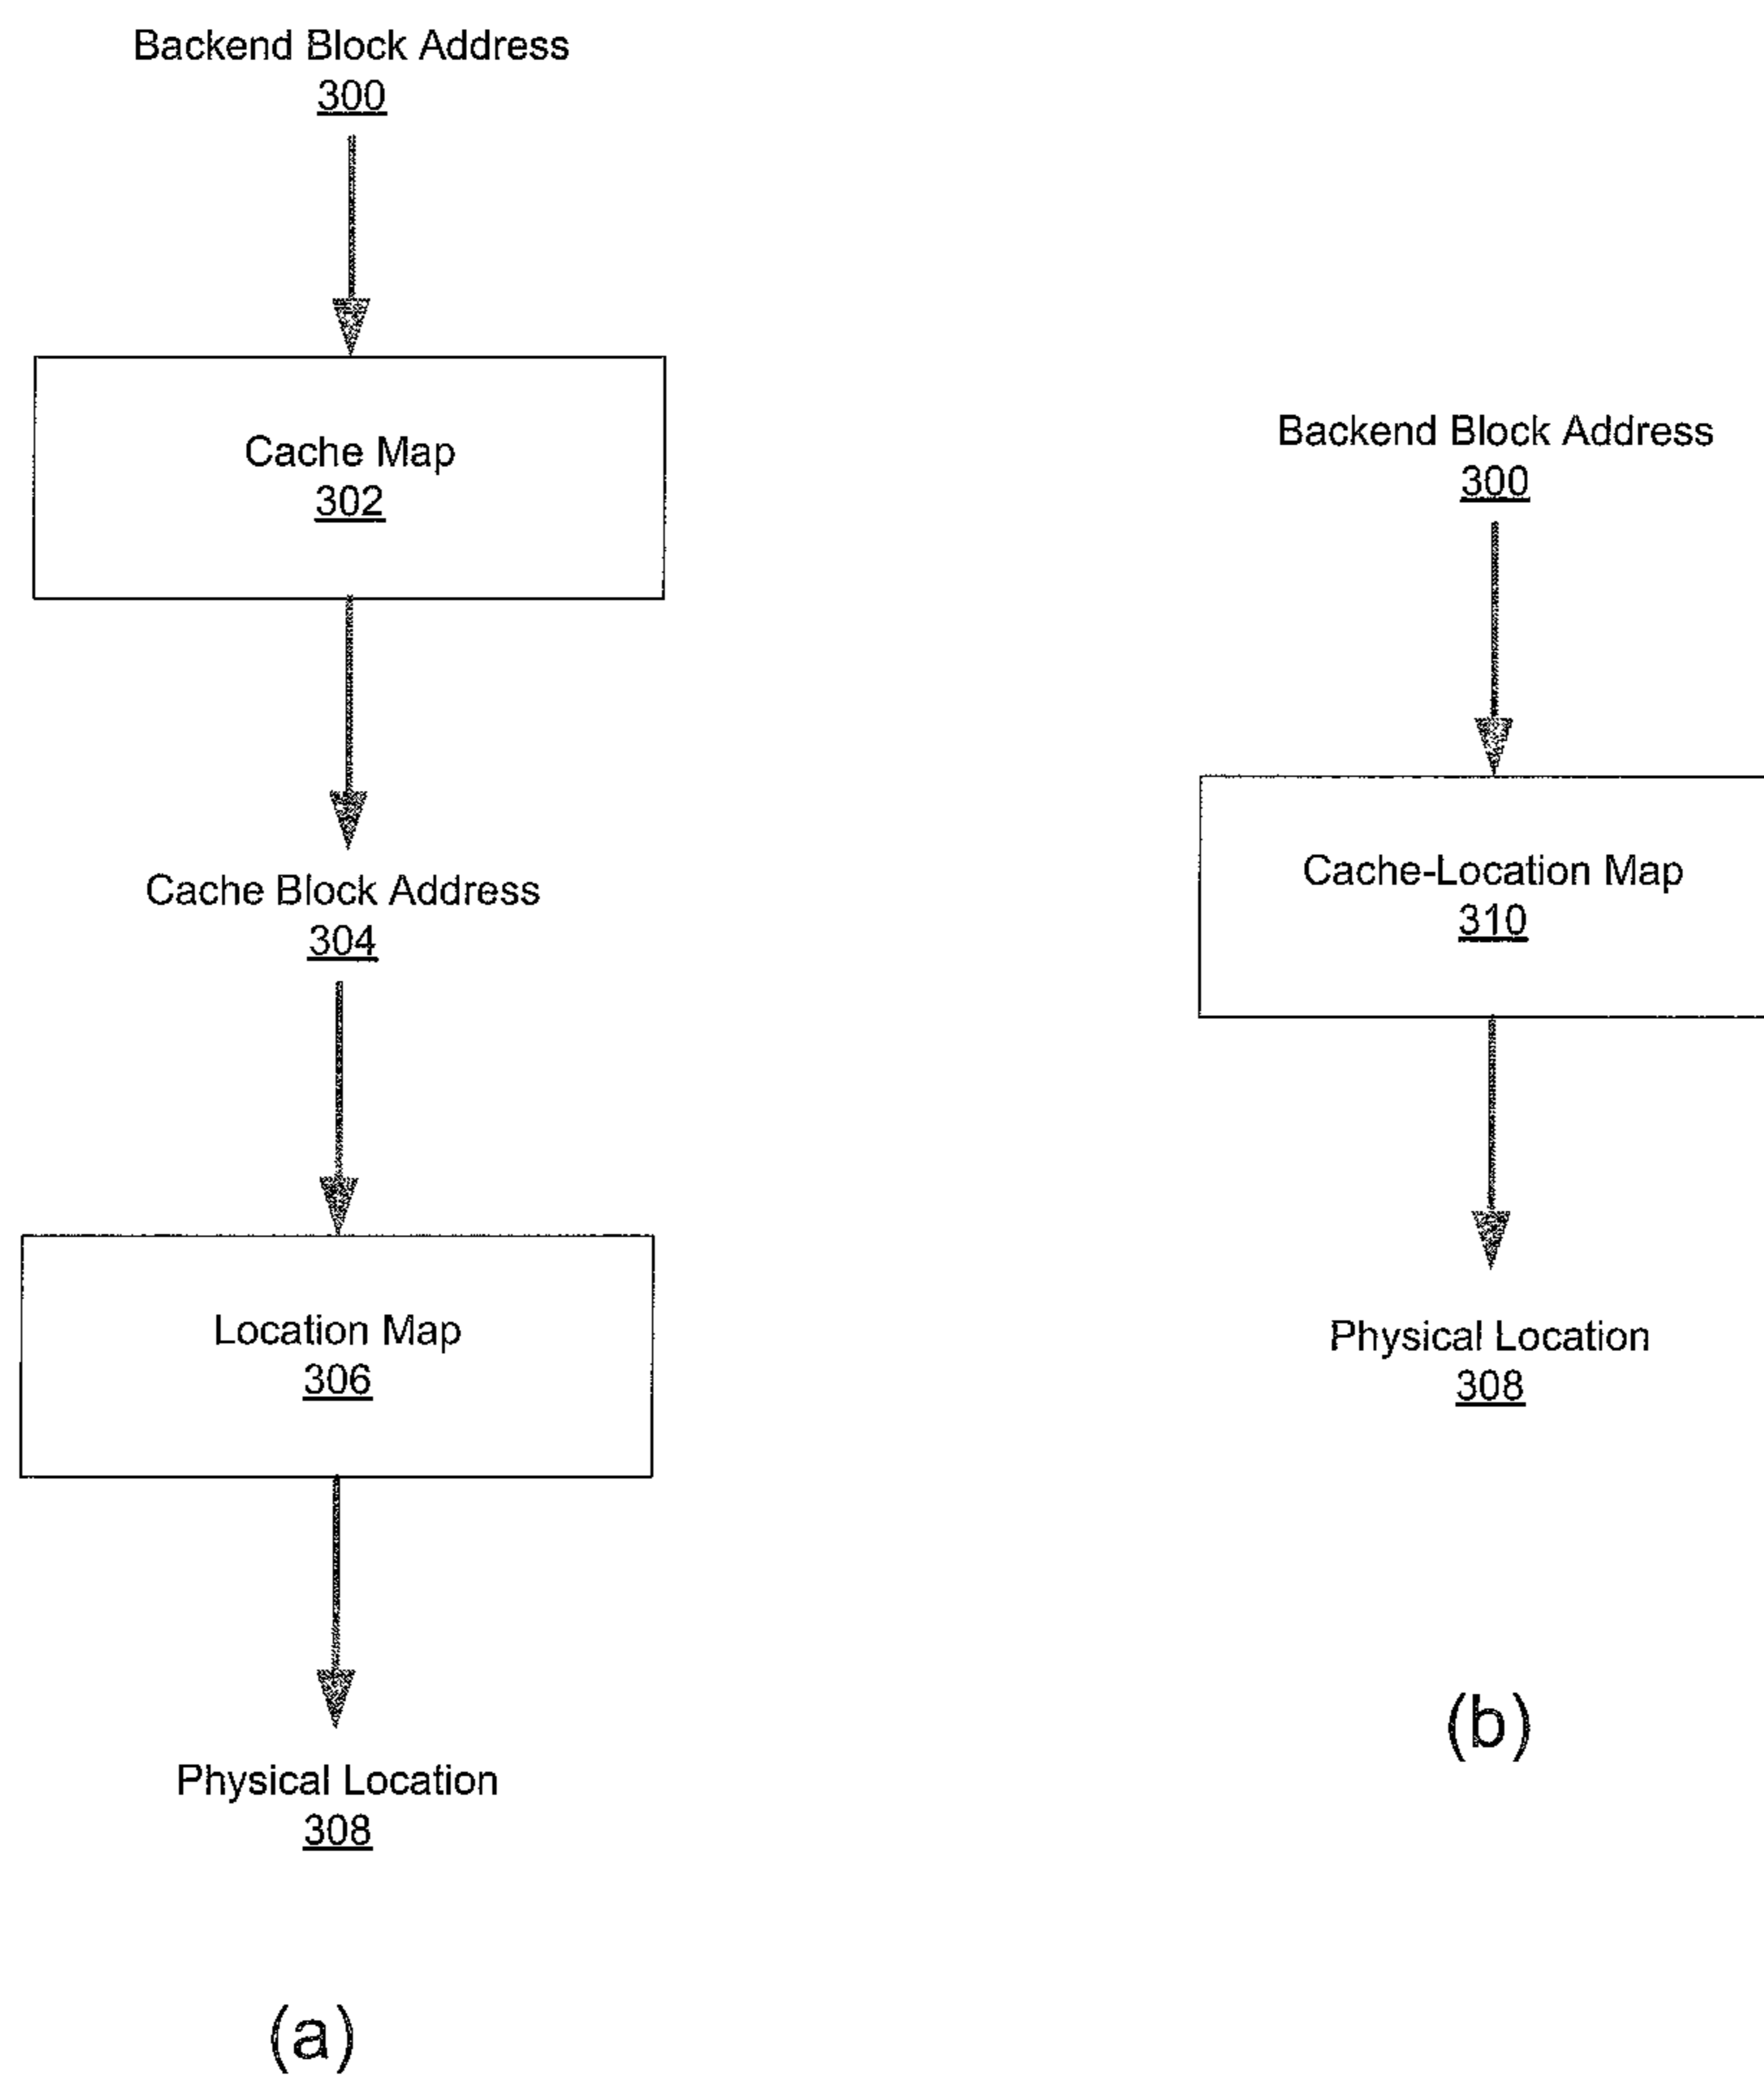 Backend Block Address
300
Cache Map
302
Cache Block Address
304
Location Map
306
Physical Location
308
(a)
Backend Block Address
300
Cache-Location Map
310
Physical Location
308
(b)